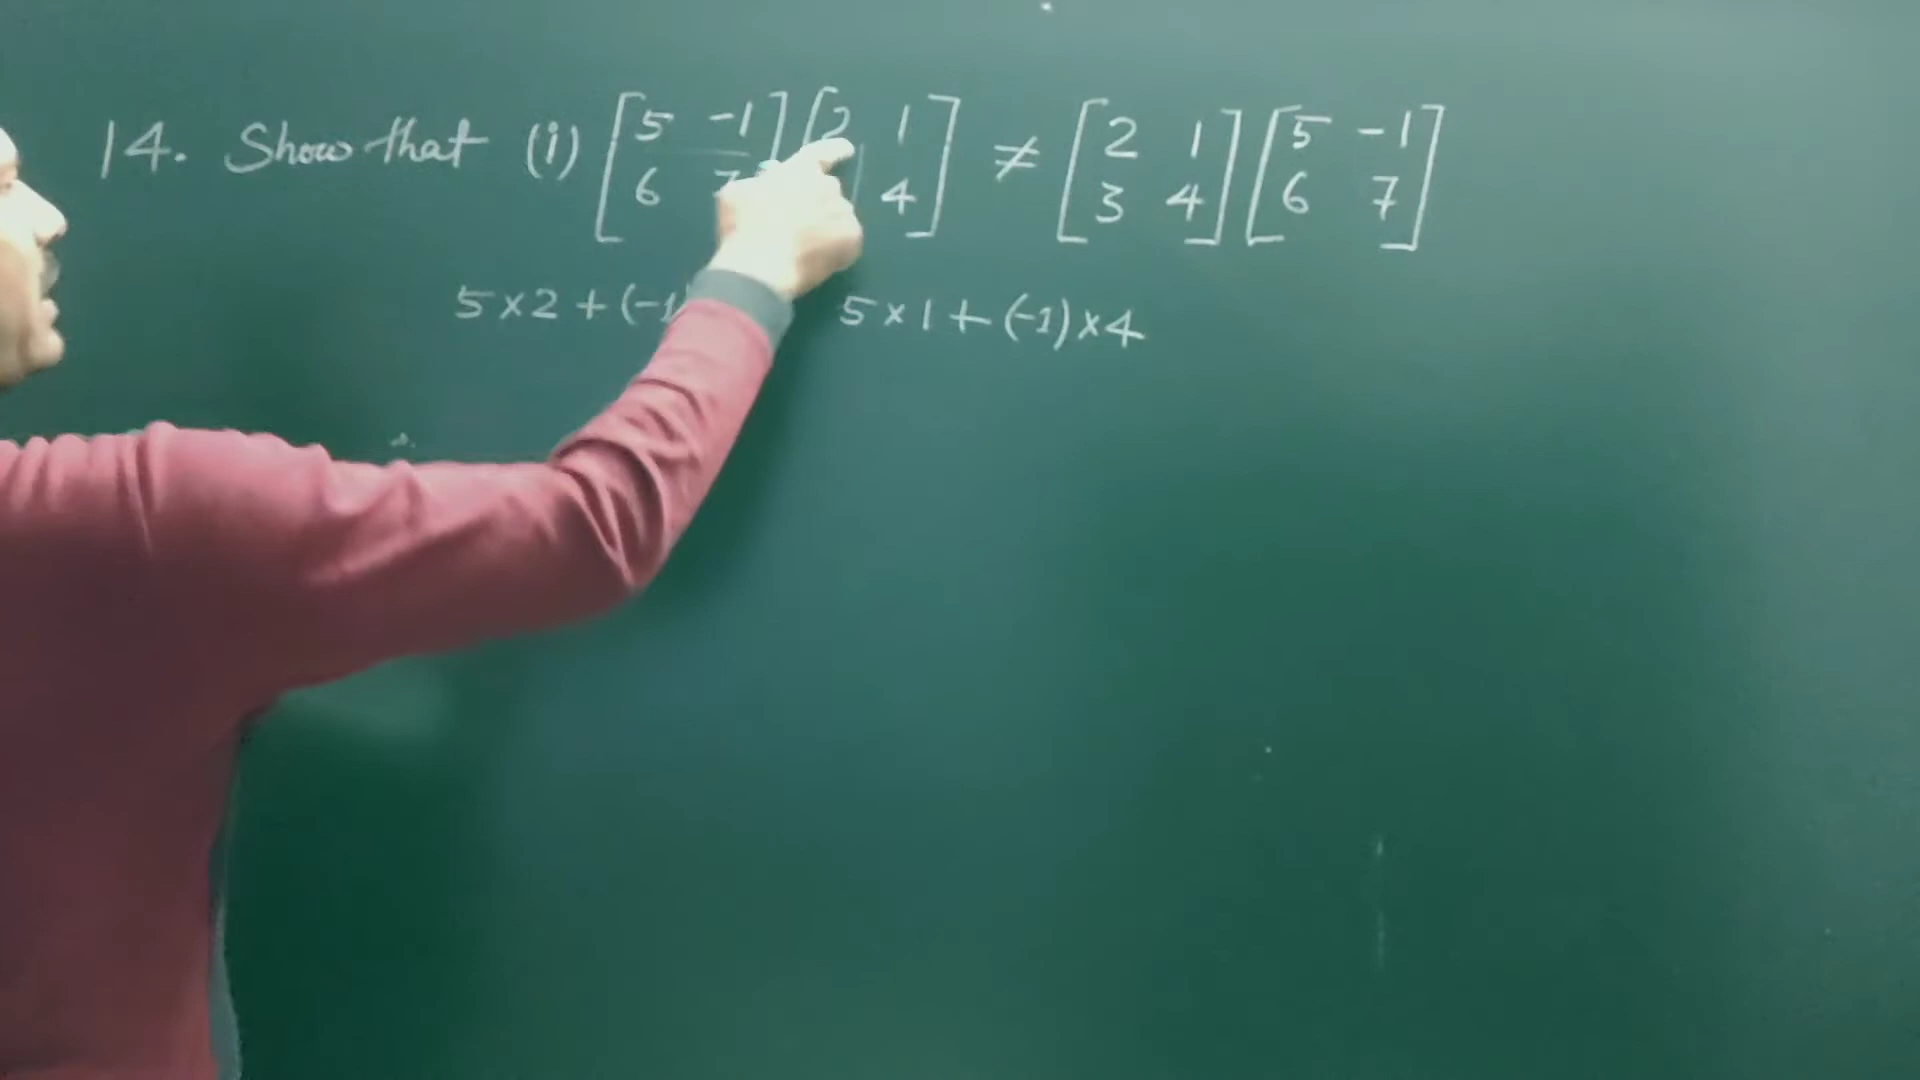 14. Show that (i) [5 -1 ] [2 1] ≠ [2 1] [5 -1]
[6 7 4] [3 4] [6 7]
5×2+(-1) 5×1+(-1)×4